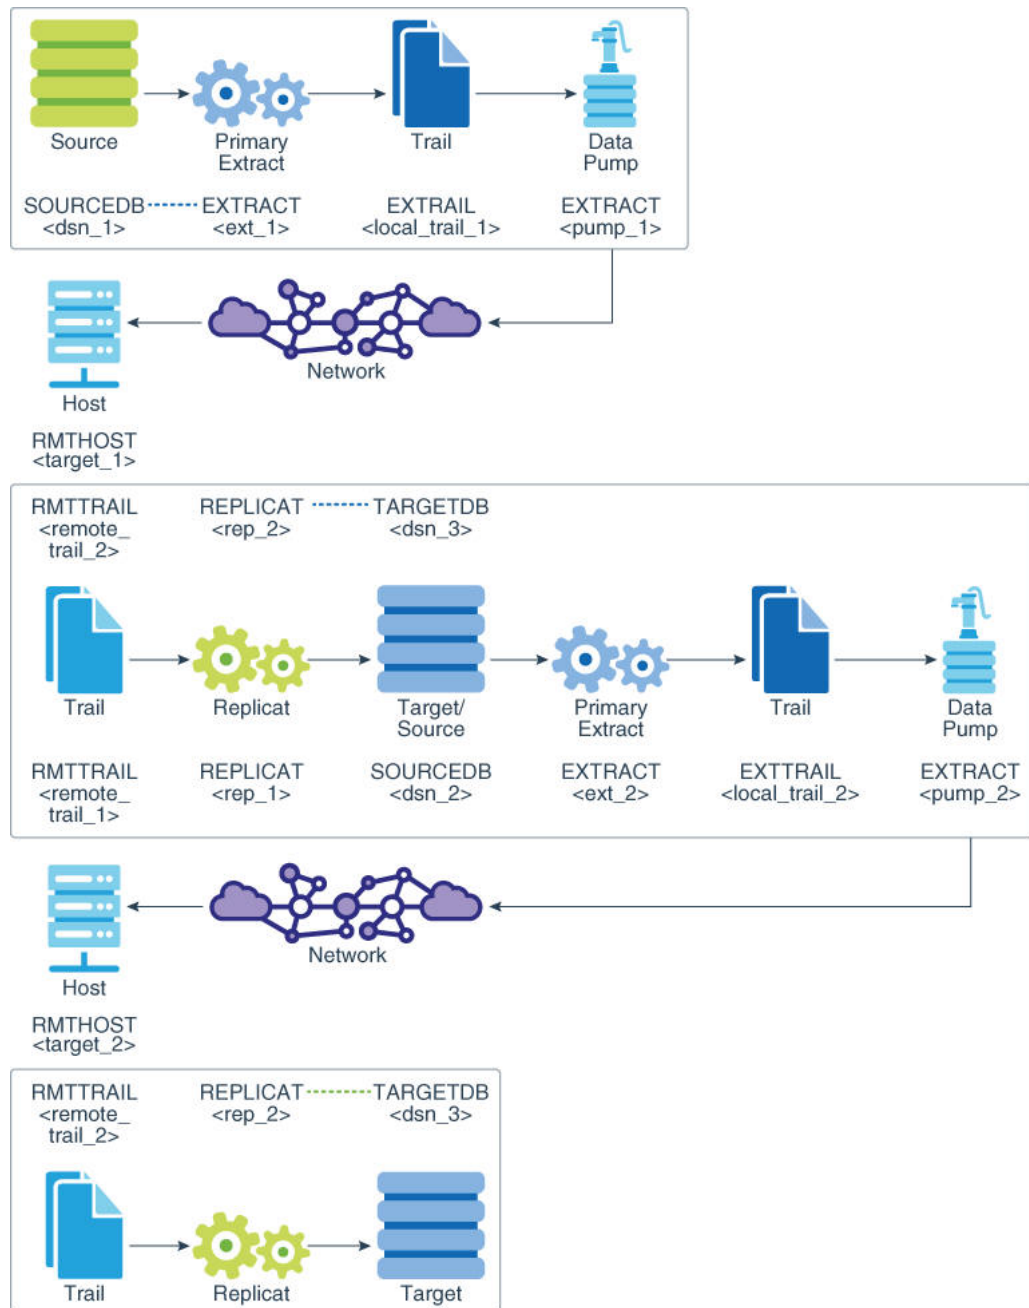 Source
Primary
Extract
Trail
Data
Pump
SOURCEDB
<dsn_1>
EXTRACT
<ext_1>
EXTRAIL
<local_trail_1>
EXTRACT
<pump_1>
Network
Host
RMTHOST
<target_1>
RMTTRAIL
<remote_
trail_2>
REPLICAT
<rep_2>
TARGETDB
<dsn_3>
Trail
Replicat
Target/
Source
Primary
Extract
Trail
Data
Pump
RMTTRAIL
<remote_
trail_1>
REPLICAT
<rep_1>
SOURCEDB
<dsn_2>
EXTRACT
<ext_2>
EXTTRAIL
<local_trail_2>
EXTRACT
<pump_2>
Network
Host
RMTHOST
<target_2>
RMTTRAIL
<remote_
trail_2>
REPLICAT
<rep_2>
TARGETDB
<dsn_3>
Trail
Replicat
Target